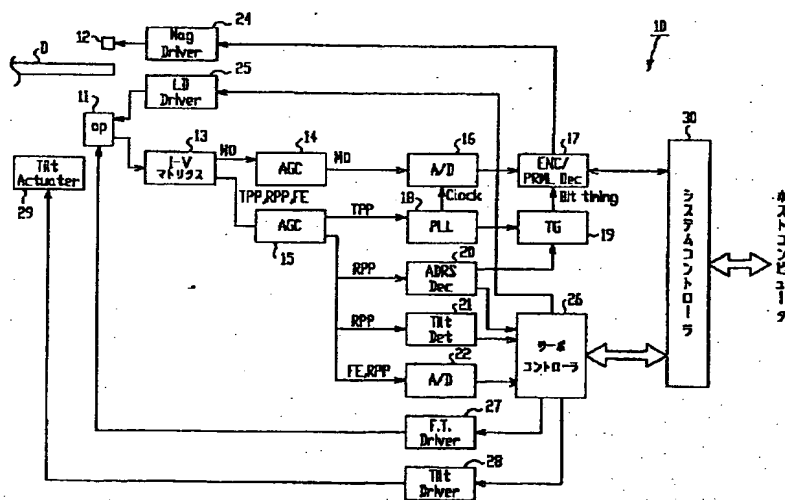 24
10
12
Mag
Driver
D
25
LD
Driver
11
OP
13
14
16
17
30
I-V
マトリクス
MO
AGC
MO
A/D
ENC/
PRML Dec
Tilt
Actuater
29
TPP,RPP,FE
TPP
18
Clock
Bit timing
AGC
15
PLL
TG
19
20
RPP
ADRS
Dec
21
26
RPP
Tilt
Det
22
サーボ
コントローラ
FE,RPP
A/D
27
F.T.
Driver
28
Tilt
Driver
システムコントローラ
ホストコンピュータ